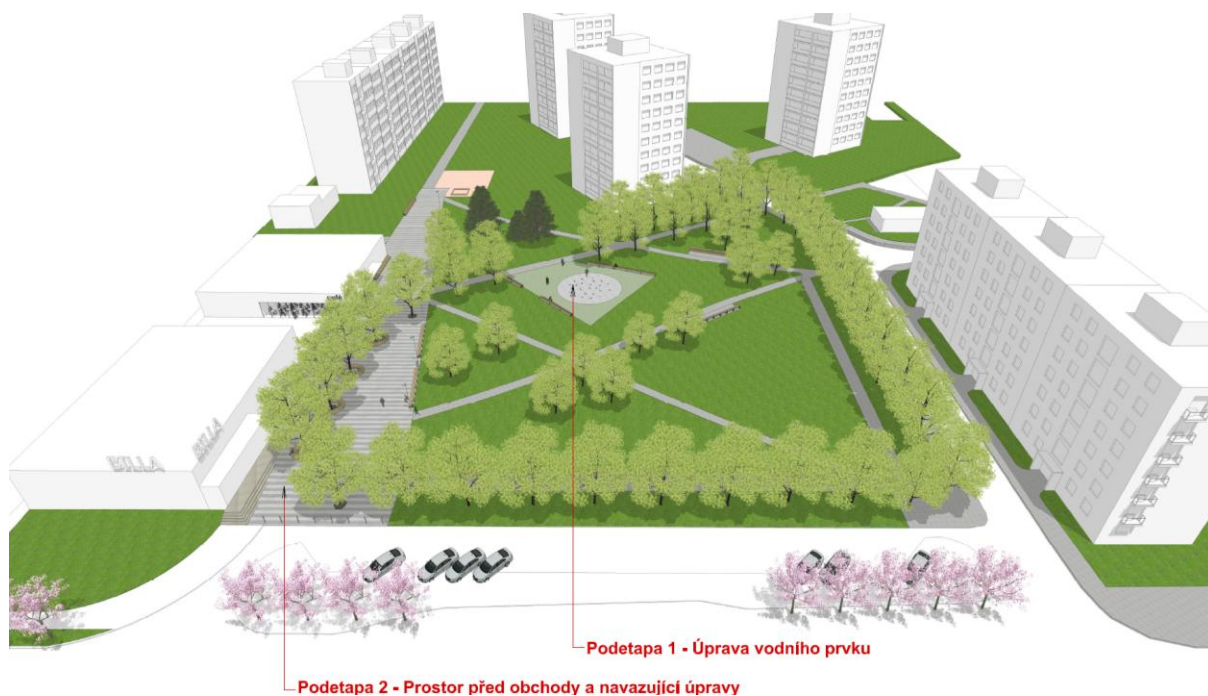 BILLA
BILLA
Podetapa 1 - Úprava vodního prvku
Podetapa 2 - Prostor před obchody a navazující úpravy